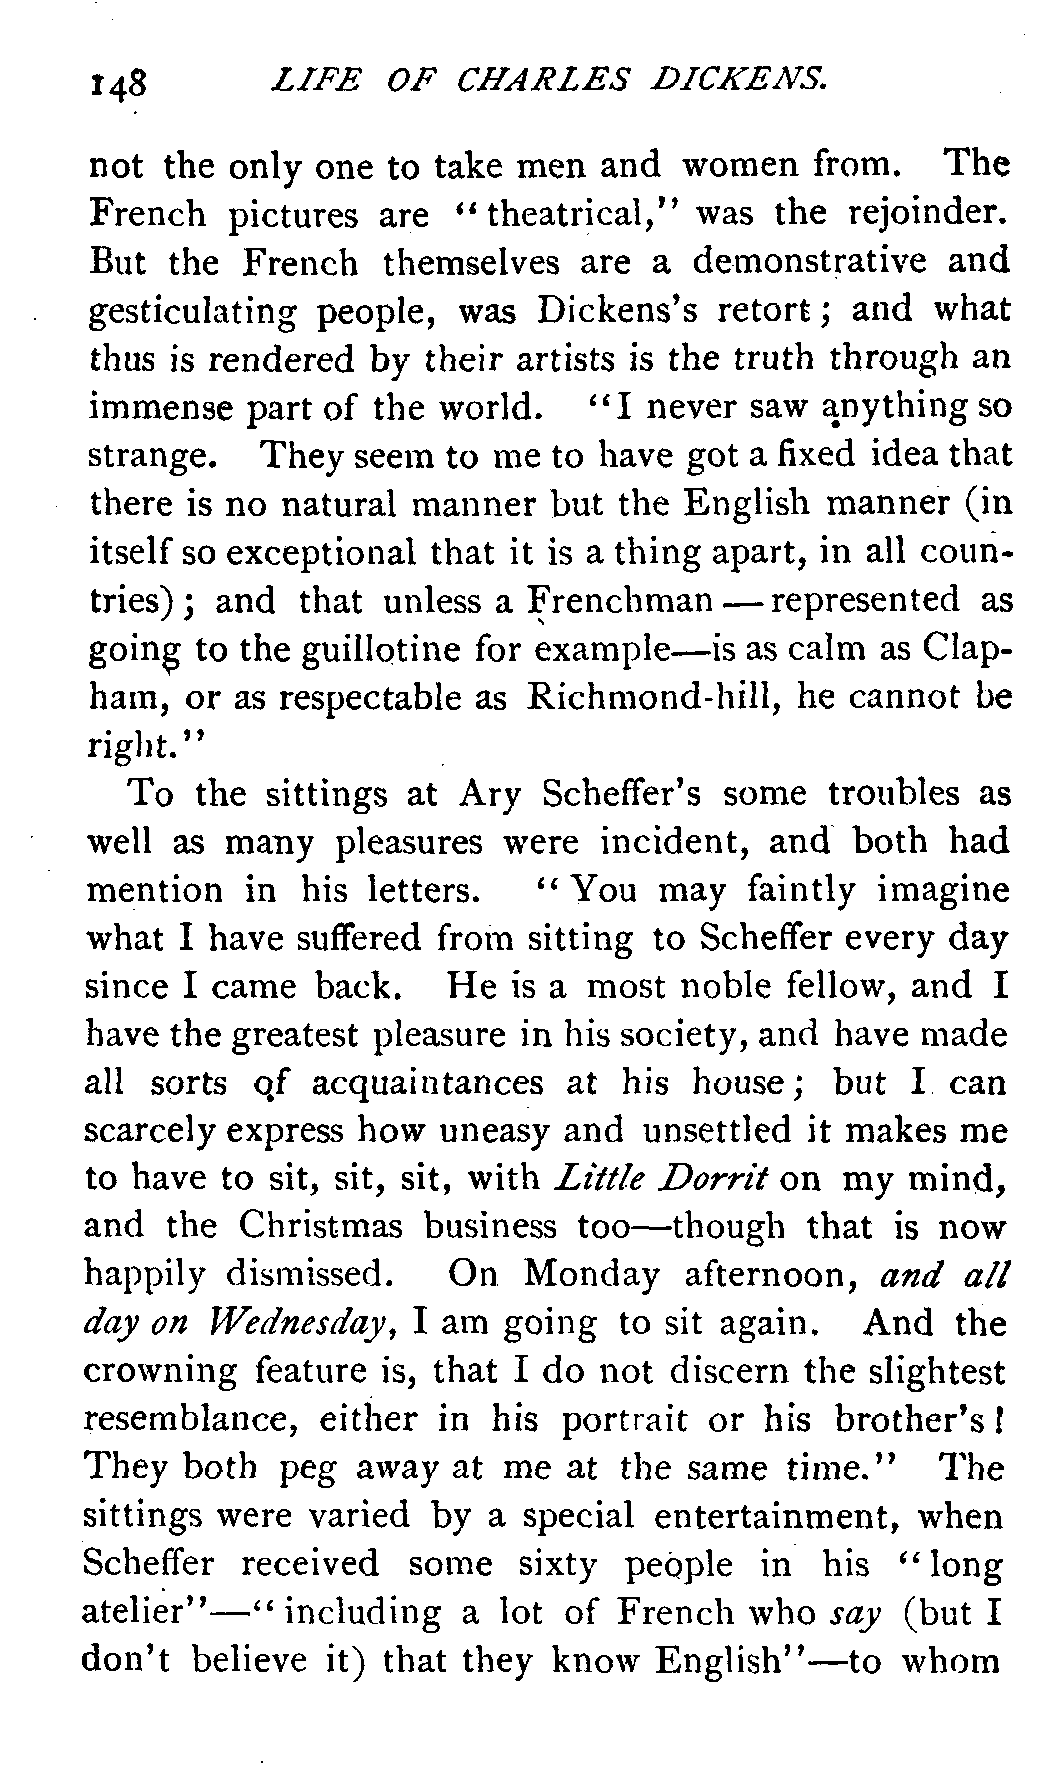 148 LIFE OF CHARLES DICKENS.
not the only one to take men and women from. The
French pictures are “theatrical,” was the rejoinder.
But the French themselves are a demonstrative and
gesticulating people, was Dickens's retort; and what
thus is rendered by their artists is the truth through an
immense part of the world. “I never saw anything so
strange. They seem to me to have got a fixed idea that
there is no natural manner but the English manner (in
itself so exceptional that it is a thing apart, in all coun-
tries); and that unless a Frenchman—represented as
going to the guillotine for example—is as calm as Clap-
ham, or as respectable as Richmond-hill, he cannot be
right.”
To the sittings at Ary Scheffer's some troubles as
well as many pleasures were incident, and both had
mention in his letters. “You may faintly imagine
what I have suffered from sitting to Scheffer every day
since I came back. He is a most noble fellow, and I
have the greatest pleasure in his society, and have made
all sorts of acquaintances at his house; but I can
scarcely express how uneasy and unsettled it makes me
to have to sit, sit, sit, with Little Dorrit on my mind,
and the Christmas business too—though that is now
happily dismissed. On Monday afternoon, and all
day on Wednesday, I am going to sit again. And the
crowning feature is, that I do not discern the slightest
resemblance, either in his portrait or his brother's!
They both peg away at me at the same time.” The
sittings were varied by a special entertainment, when
Scheffer received some sixty people in his “long
atelier”—“including a lot of French who say (but I
don't believe it) that they know English”—to whom